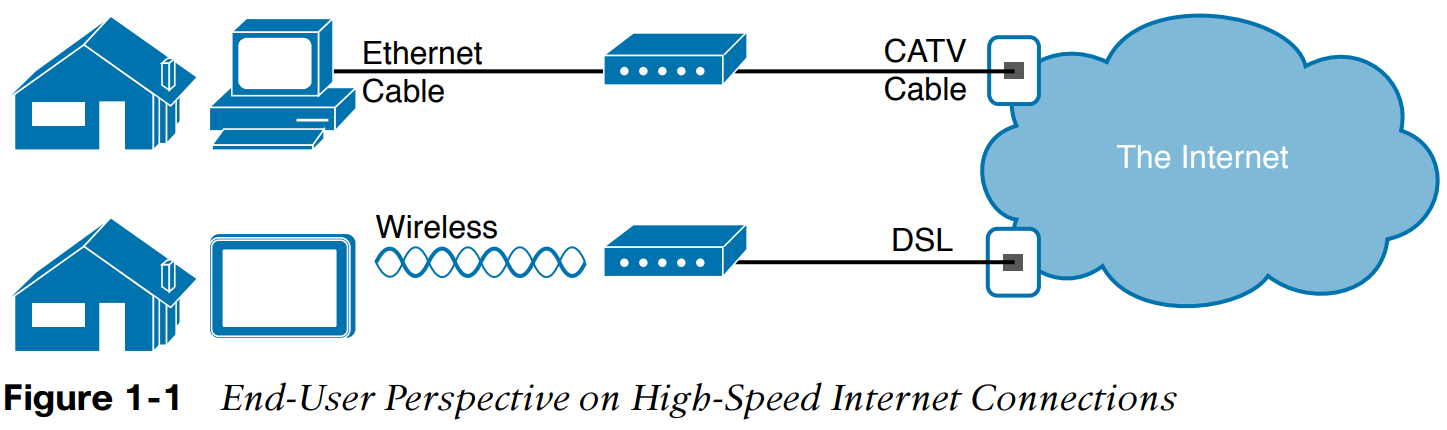 Ethernet
Cable
CATV
Cable
The Internet
Wireless
DSL
Figure 1-1 End-User Perspective on High-Speed Internet Connections